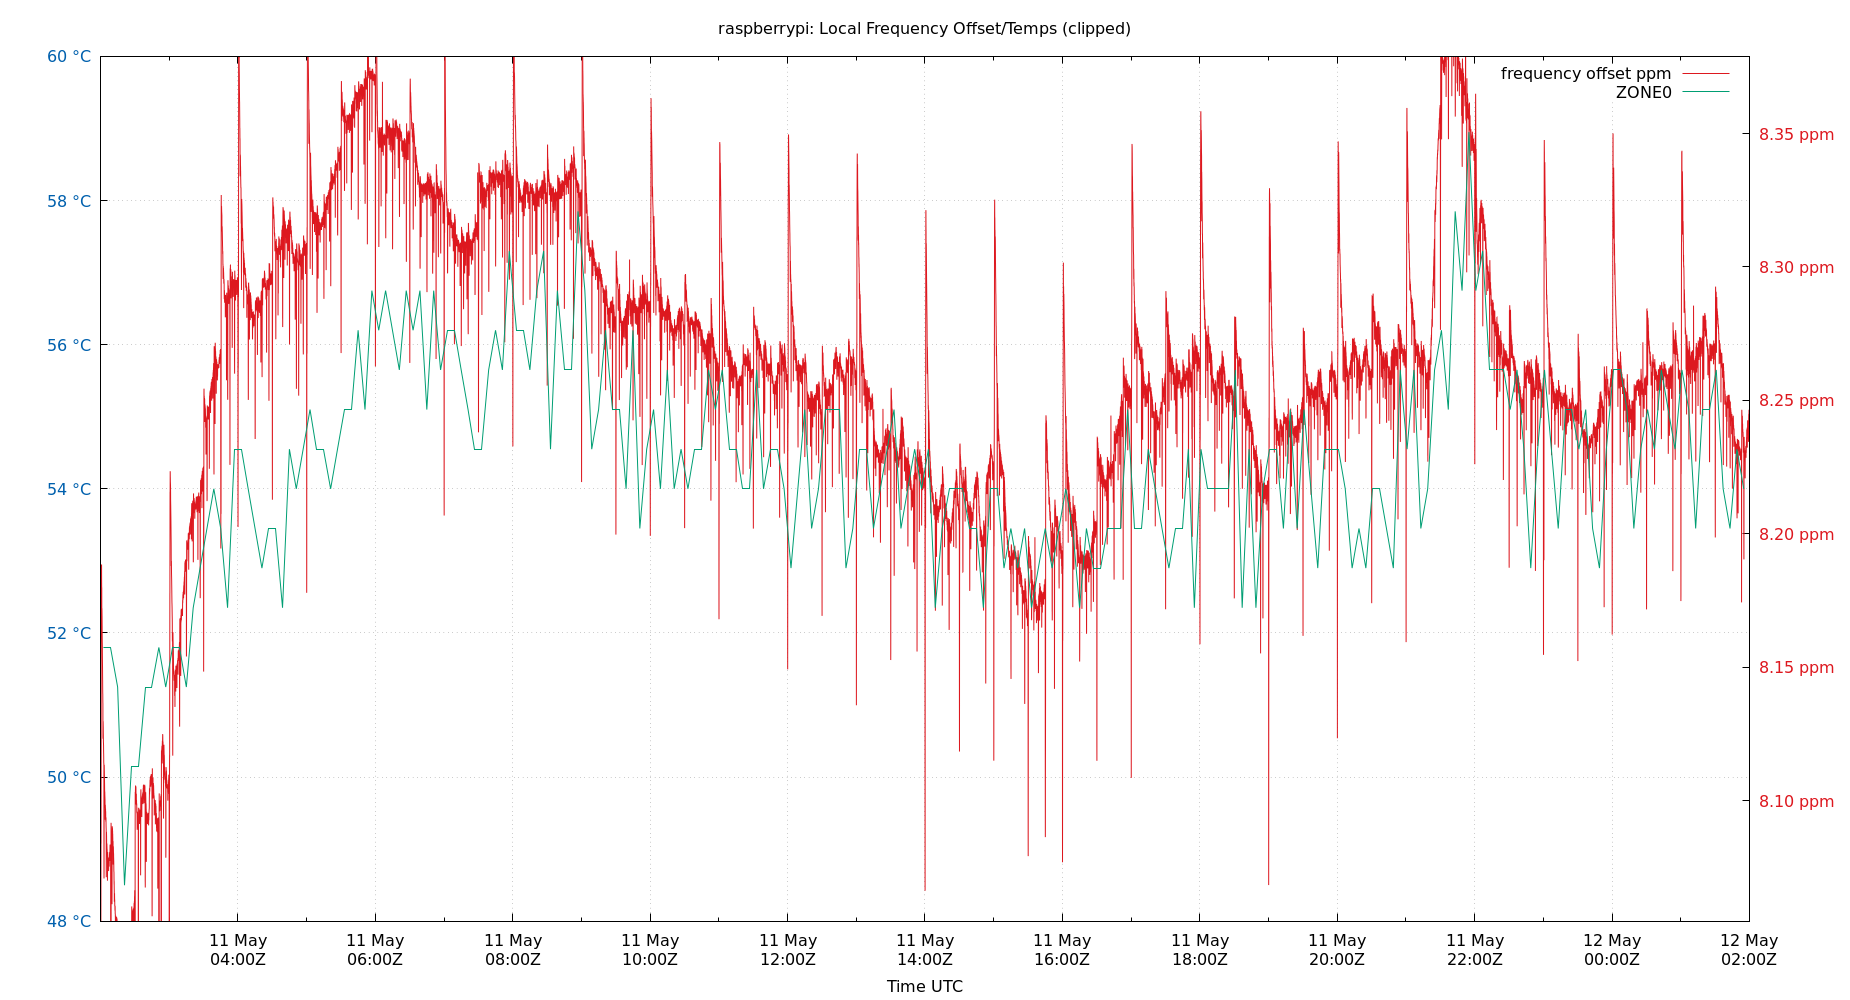 raspberrypi: Local Frequency Offset/Temps (clipped)
frequency offset ppm
ZONE0
60 °C
58 °C
56 °C
54 °C
52 °C
50 °C
48 °C
8.35 ppm
8.30 ppm
8.25 ppm
8.20 ppm
8.15 ppm
8.10 ppm
11 May 11 May 11 May 11 May 11 May 11 May 11 May 11 May 11 May 11 May 12 May 12 May
04:00Z 06:00Z 08:00Z 10:00Z 12:00Z 14:00Z 16:00Z 18:00Z 20:00Z 22:00Z 00:00Z 02:00Z
Time UTC